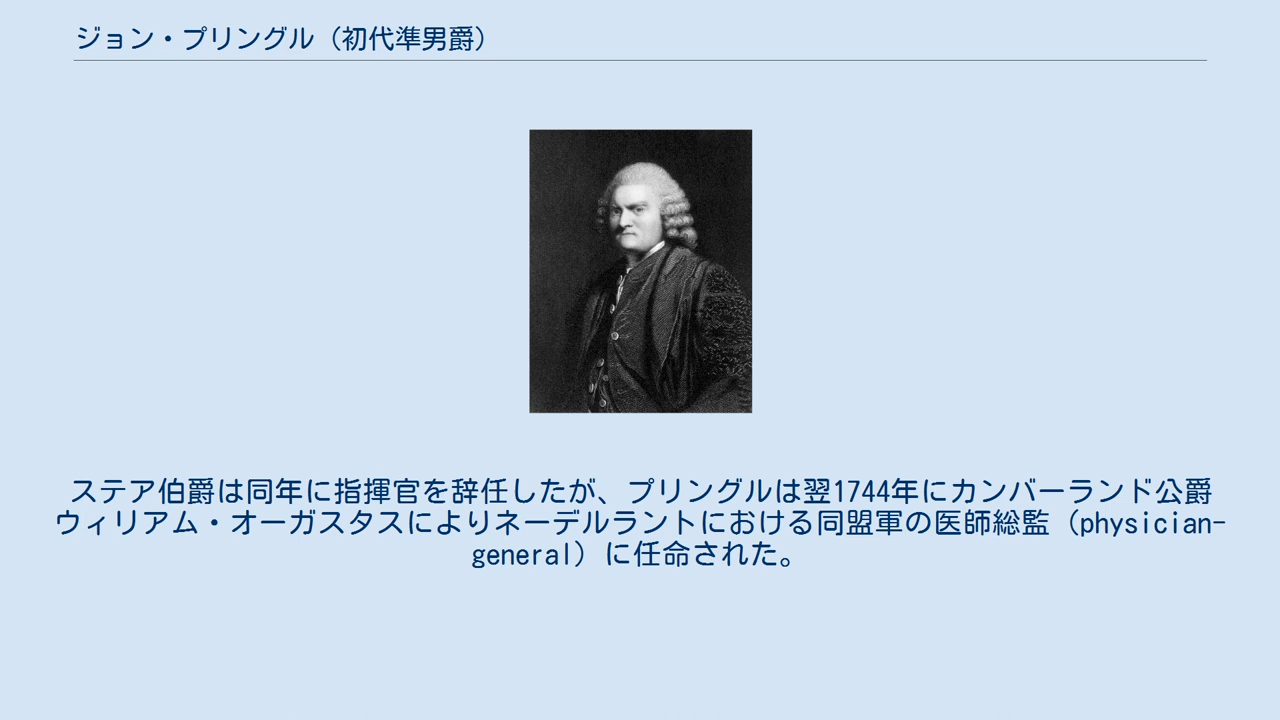 ジョン・プリングル（初代準男爵）
ステア伯爵は同年に指揮官を辞任したが、プリングルは翌1744年にカンバーランド公爵
ウィリアム・オーガスタスによりネーデルラントにおける同盟軍の医師総監（physician-
general）に任命された。